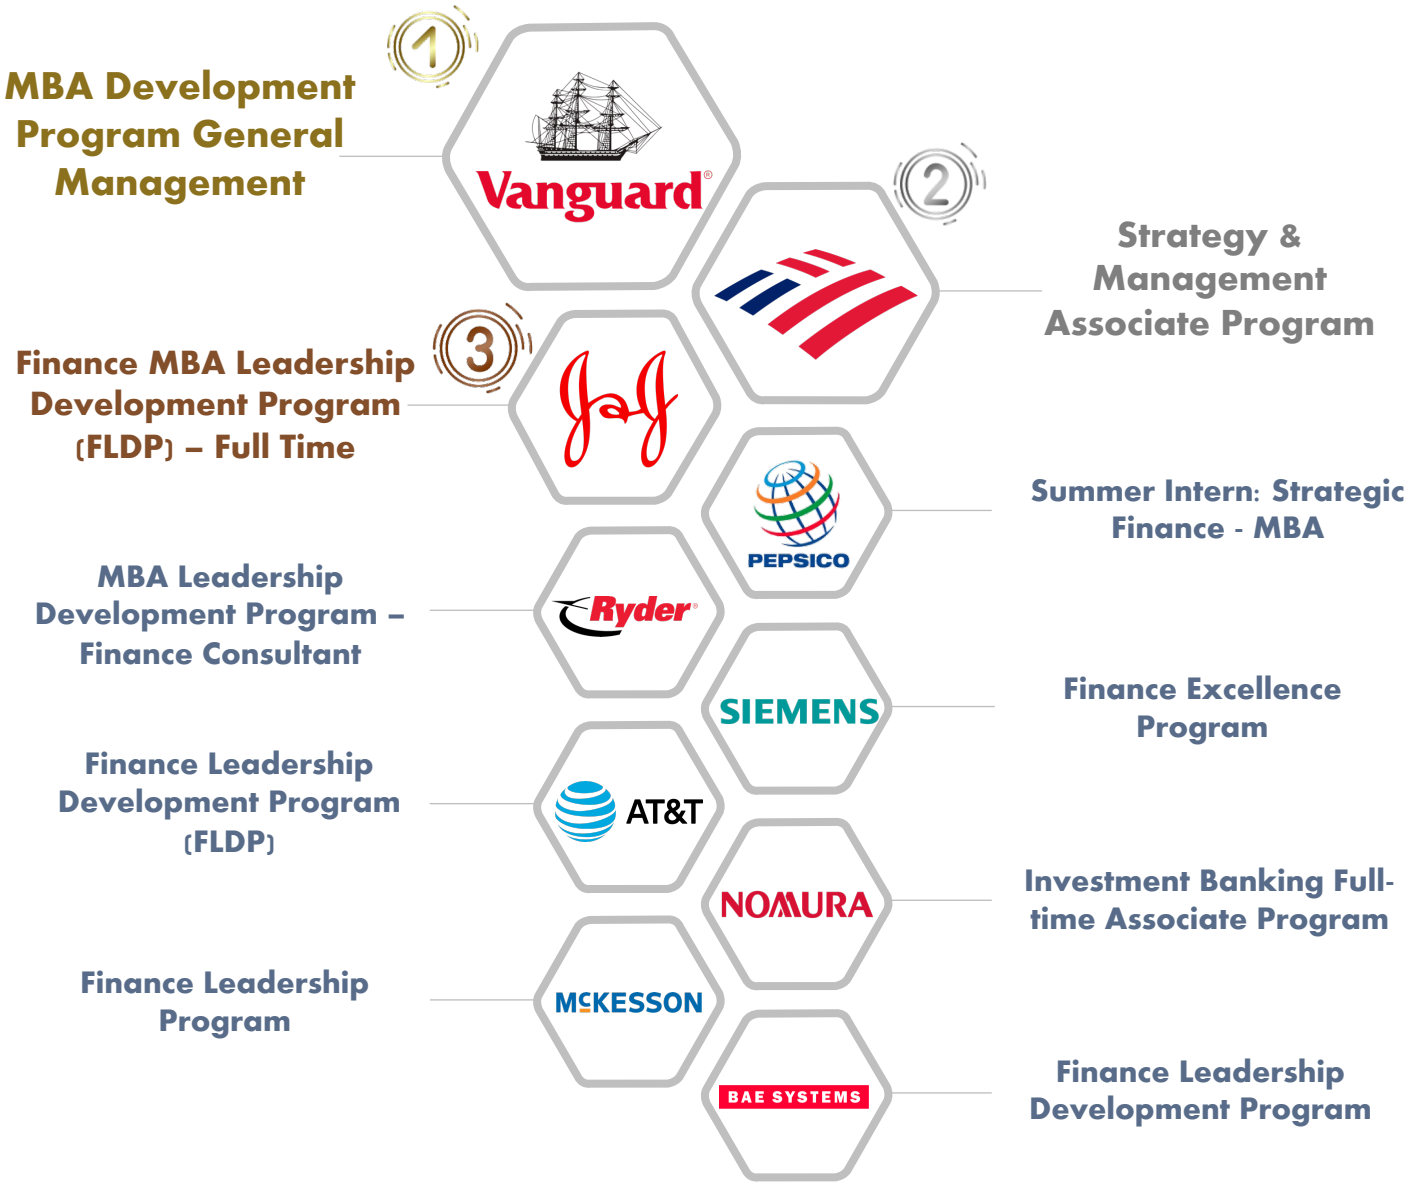 1
MBA Development
Program General
Management
Vanguard®
2
Strategy &
Management
Associate Program
3
Finance MBA Leadership
Development Program
(FLDP) – Full Time
J&J
Summer Intern: Strategic
Finance - MBA
PEPSICO
MBA Leadership
Development Program –
Finance Consultant
Ryder®
Finance Excellence
Program
SIEMENS
Finance Leadership
Development Program
(FLDP)
AT&T
Investment Banking Full-
time Associate Program
NOMURA
Finance Leadership
Program
McKESSON
Finance Leadership
Development Program
BAE SYSTEMS